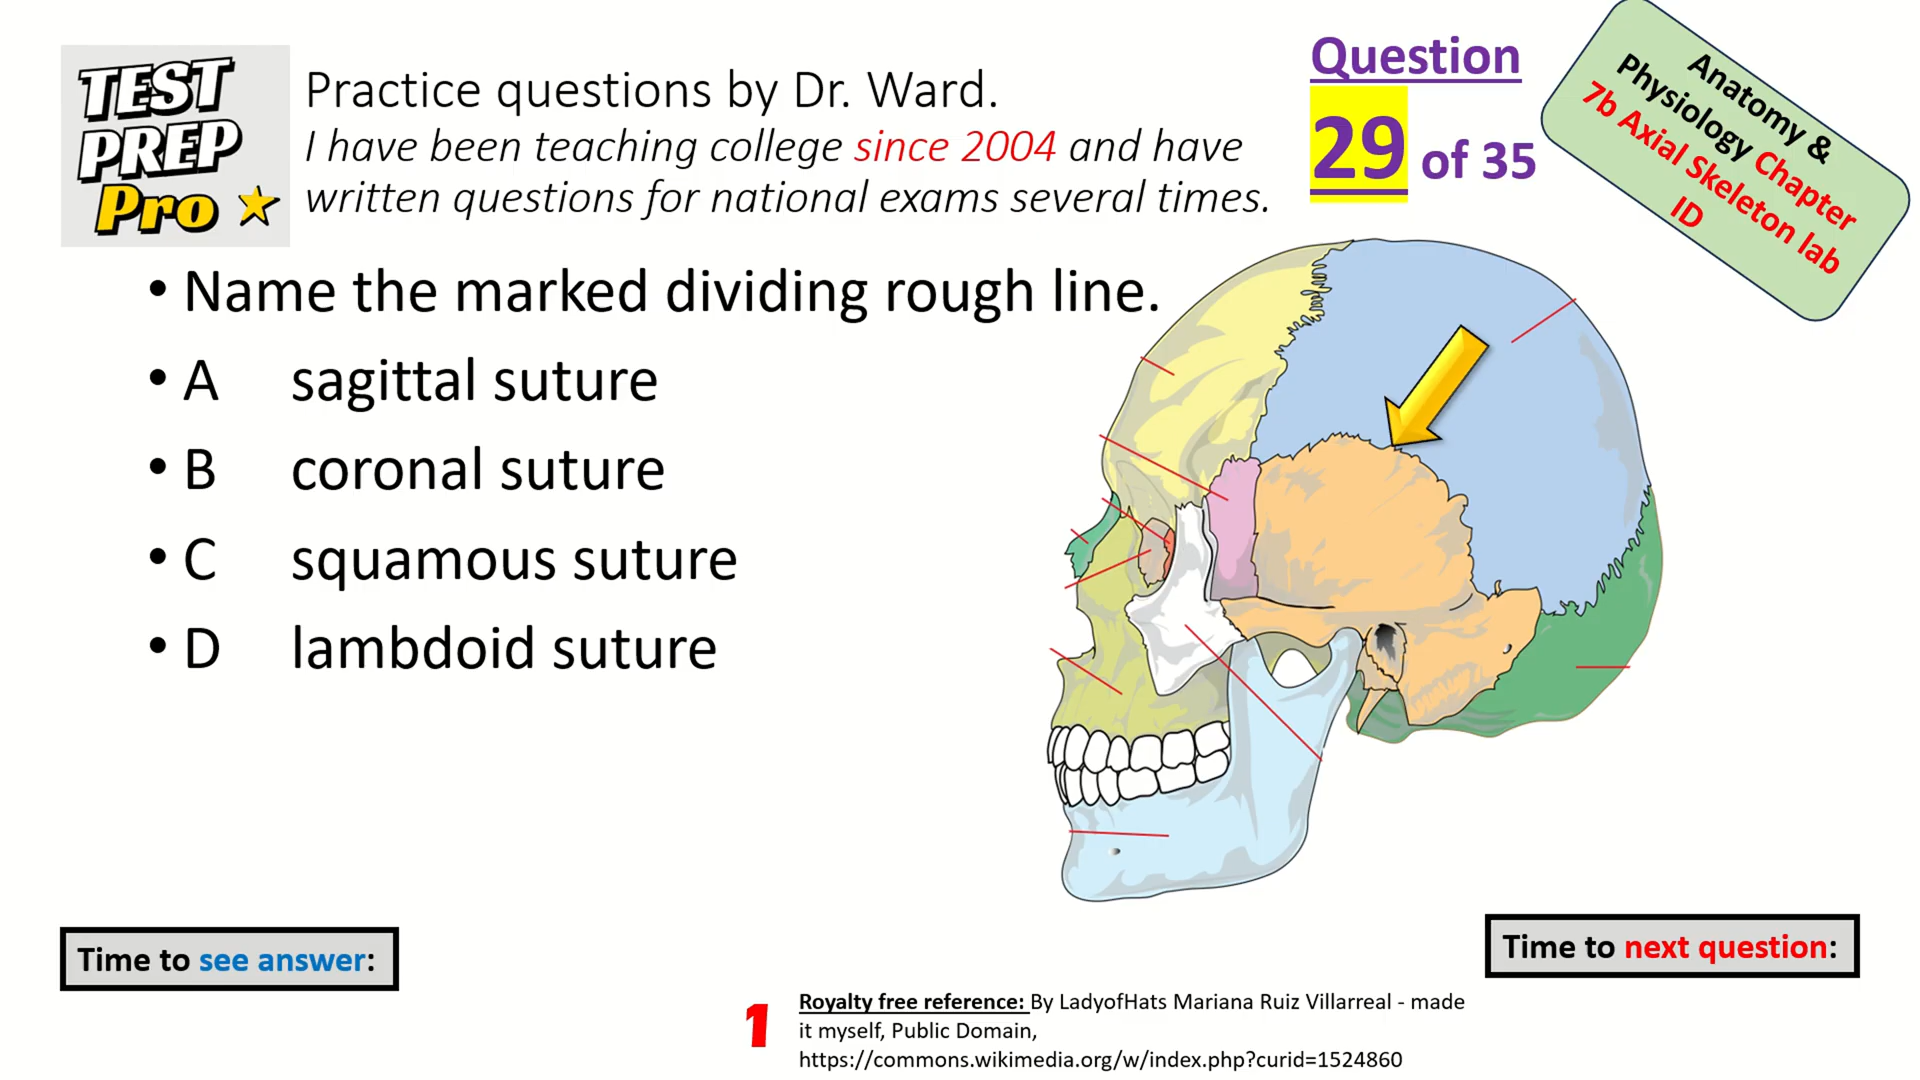 TEST
PREP
Pro
Practice questions by Dr. Ward.
I have been teaching college since 2004 and have
written questions for national exams several times.
Question
29 of 35
Anatomy &
Physiology Chapter
7b Axial Skeleton lab
ID
• Name the marked dividing rough line.
• A sagittal suture
• B coronal suture
• C squamous suture
• D lambdoid suture
Time to see answer:
Time to next question:
1
Royalty free reference: By LadyofHats Mariana Ruiz Villarreal - made
it myself, Public Domain,
https://commons.wikimedia.org/w/index.php?curid=1524860